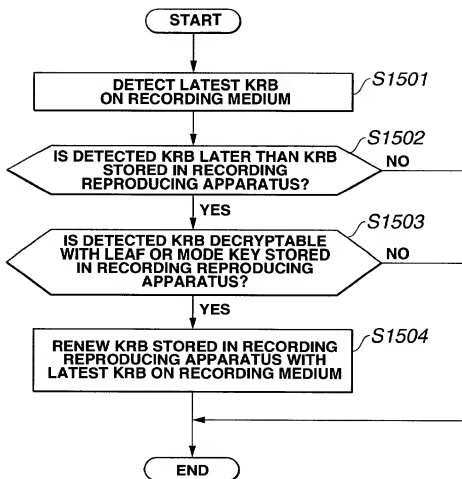 START
DETECT LATEST KRB
ON RECORDING MEDIUM
S1501
S1502
IS DETECTED KRB LATER THAN KRB
STORED IN RECORDING
REPRODUCING APPARATUS?
NO
YES
S1503
IS DETECTED KRB DECRYPTABLE
WITH LEAF OR MODE KEY STORED
IN RECORDING REPRODUCING
APPARATUS?
NO
YES
S1504
RENEW KRB STORED IN RECORDING
REPRODUCING APPARATUS WITH
LATEST KRB ON RECORDING MEDIUM
END